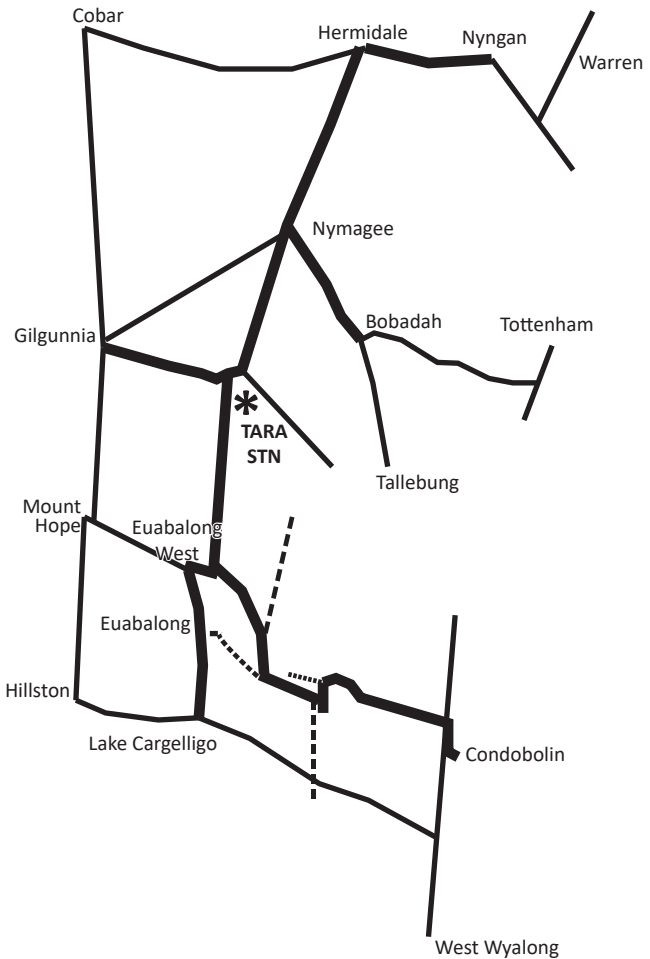 Cobar
Hermidale
Nyngan
Warren
Nymagee
Gilgunnia
Bobadah
Tottenham
*
TARA
STN
Tallebung
Mount
Hope
Euabalong
West
Euabalong
Hillston
Lake Cargelligo
Condobolin
West Wyalong